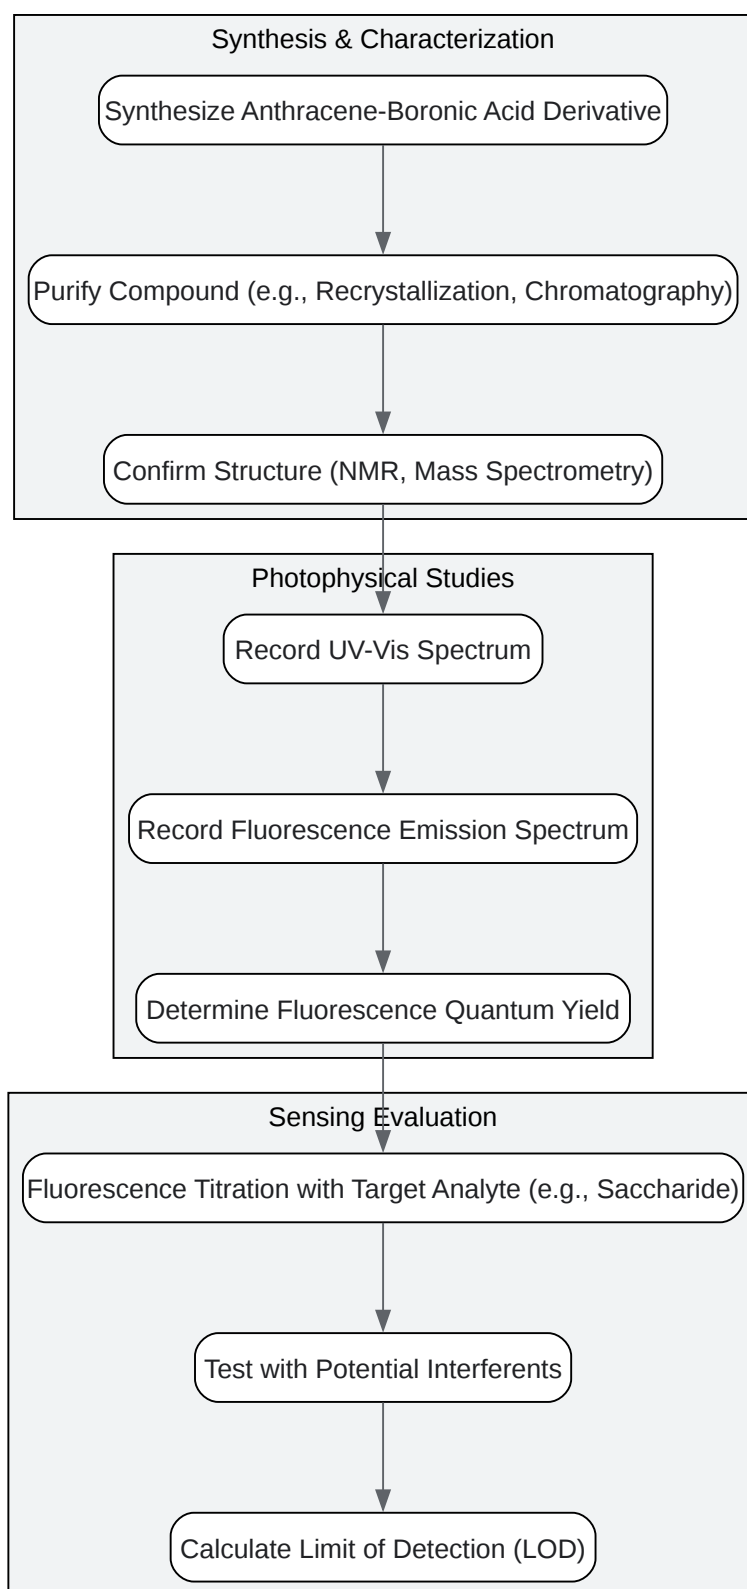 Synthesis & Characterization
Synthesize Anthracene-Boronic Acid Derivative
Purify Compound (e.g., Recrystallization, Chromatography)
Confirm Structure (NMR, Mass Spectrometry)
Photophysical Studies
Record UV-Vis Spectrum
Record Fluorescence Emission Spectrum
Determine Fluorescence Quantum Yield
Sensing Evaluation
Fluorescence Titration with Target Analyte (e.g., Saccharide)
Test with Potential Interferents
Calculate Limit of Detection (LOD)